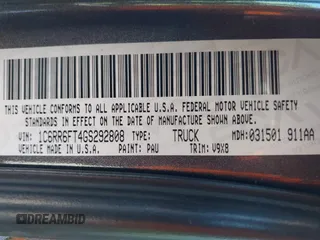 THIS VEHICLE CONFORMS TO ALL APPLICABLE U.S.A. FEDERAL MOTOR VEHICLE SAFETY
STANDARDS IN EFFECT ON THE DATE OF MANUFACTURE SHOWN ABOVE.
VIN: 1C6RR6FT4GS292808 TYPE: TRUCK MDH: 031501 911AA
VEHICLE MADE IN U.S.A. PAINT: PAU TRIM: V9X8
DREAMBID